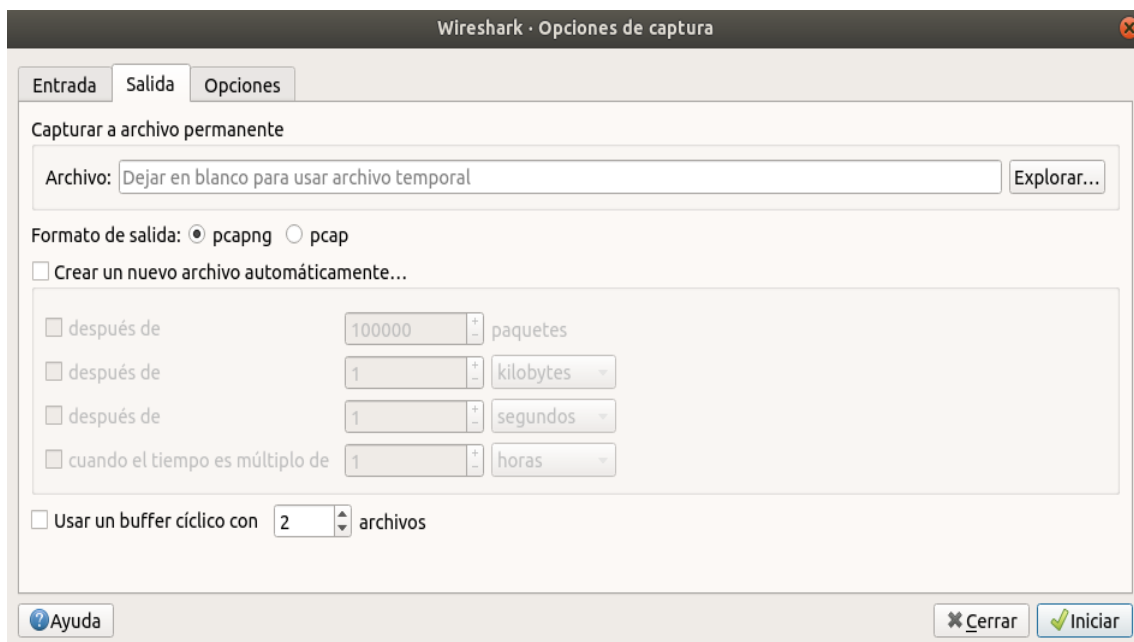 Wireshark · Opciones de captura
Entrada Salida Opciones
Capturar a archivo permanente
Archivo: Dejar en blanco para usar archivo temporal Explorar...
Formato de salida: pcapng pcap
Crear un nuevo archivo automáticamente...
después de 100000 paquetes
después de 1 kilobytes
después de 1 segundos
cuando el tiempo es múltiplo de 1 horas
Usar un buffer cíclico con 2 archivos
Ayuda Cerrar Iniciar